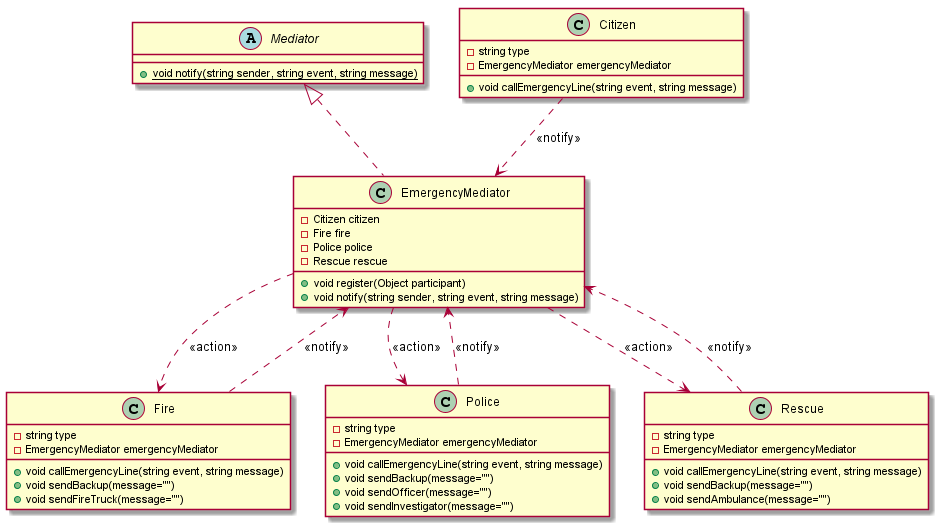 A Mediator
void notify(string sender, string event, string message)
C Citizen
string type
EmergencyMediator emergencyMediator
void callEmergencyLine(string event, string message)
«notify»
C EmergencyMediator
Citizen citizen
Fire fire
Police police
Rescue rescue
void register(Object participant)
void notify(string sender, string event, string message)
«action»
«notify»
«action»
«notify»
«action»
«notify»
C Fire
string type
EmergencyMediator emergencyMediator
void callEmergencyLine(string event, string message)
void sendBackup(message="")
void sendFireTruck(message="")
C Police
string type
EmergencyMediator emergencyMediator
void callEmergencyLine(string event, string message)
void sendBackup(message="")
void sendOfficer(message="")
void sendInvestigator(message="")
C Rescue
string type
EmergencyMediator emergencyMediator
void callEmergencyLine(string event, string message)
void sendBackup(message="")
void sendAmbulance(message="")